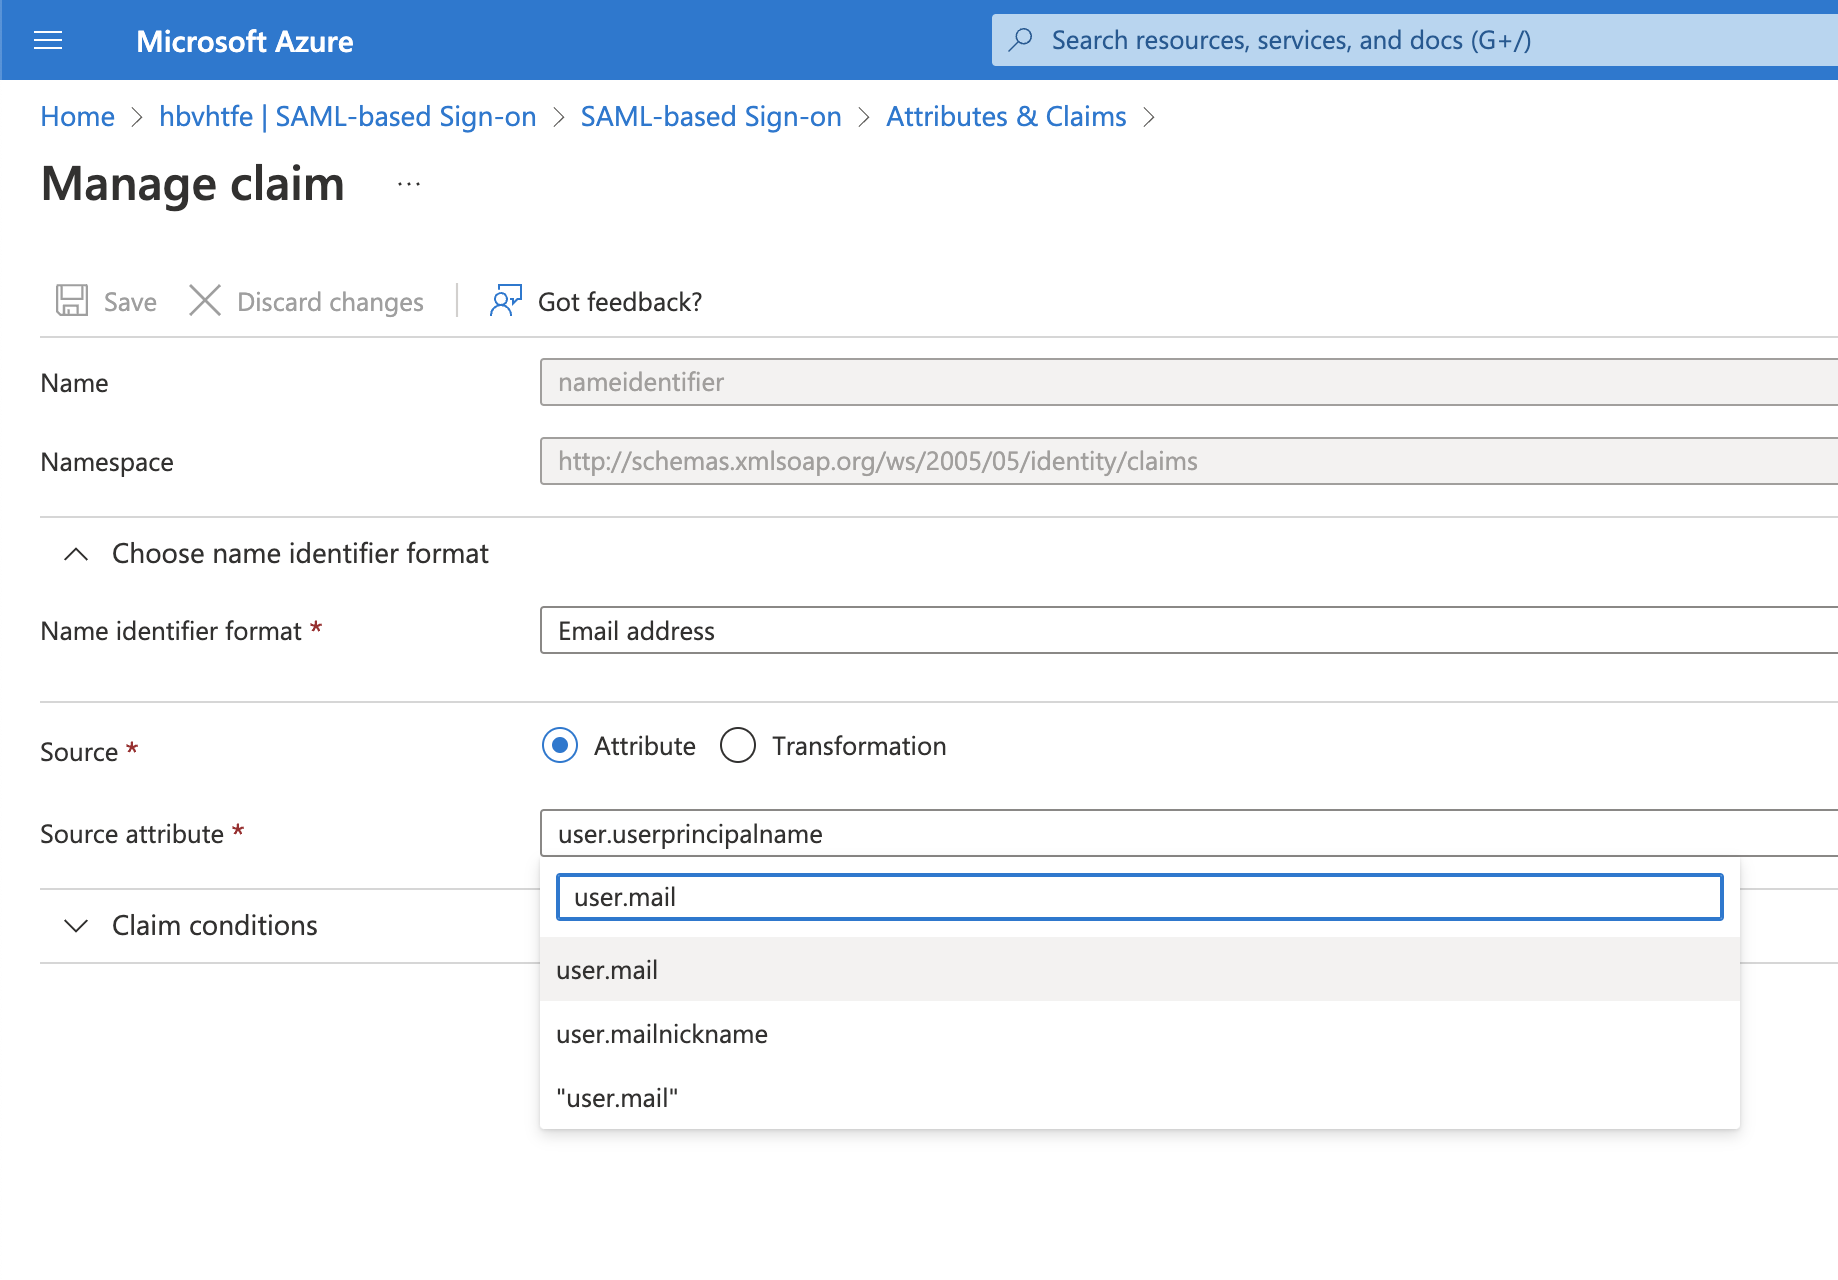 Microsoft Azure
Search resources, services, and docs (G+/)
Home > hbvhtfe | SAML-based Sign-on > SAML-based Sign-on > Attributes & Claims >
Manage claim ...
Save Discard changes Got feedback?
Name nameidentifier
Namespace http://schemas.xmlsoap.org/ws/2005/05/identity/claims
Choose name identifier format
Name identifier format * Email address
Source * Attribute Transformation
Source attribute * user.userprincipalname
user.mail
Claim conditions
user.mail
user.mailnickname
"user.mail"